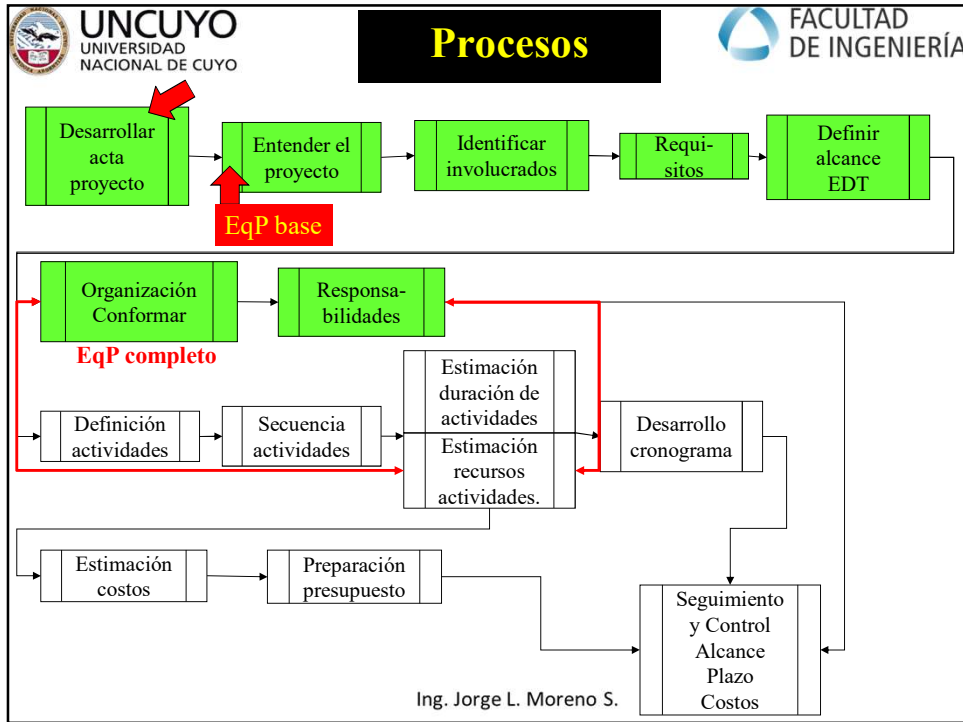 UNCUYO
UNIVERSIDAD
NACIONAL DE CUYO
Procesos
FACULTAD
DE INGENIERÍA
Desarrollar
acta
proyecto
Entender el
proyecto
Identificar
involucrados
Requi-
sitos
Definir
alcance
EDT
EqP base
Organización
Conformar
Responsa-
bilidades
EqP completo
Estimación
duración de
actividades
Definición
actividades
Secuencia
actividades
Estimación
recursos
actividades.
Desarrollo
cronograma
Estimación
costos
Preparación
presupuesto
Seguimiento
y Control
Alcance
Plazo
Costos
Ing. Jorge L. Moreno S.